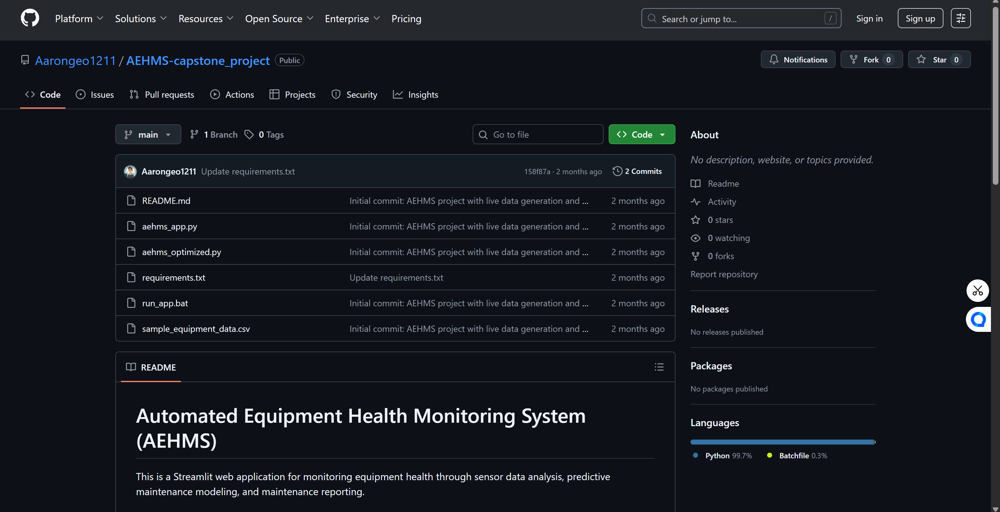 Platform Solutions Resources Open Source Enterprise Pricing Search or jump to... / Sign in Sign up
Aarongeo1211 / AEHMS-capstone_project Public Notifications Fork 0 Star 0
Code Issues Pull requests Actions Projects Security Insights
main 1 Branch 0 Tags Go to file Code
Aarongeo1211 Update requirements.txt 158f87a · 2 months ago 2 Commits
README.md Initial commit: AEHMS project with live data generation and ... 2 months ago
aehms_app.py Initial commit: AEHMS project with live data generation and ... 2 months ago
aehms_optimized.py Initial commit: AEHMS project with live data generation and ... 2 months ago
requirements.txt Update requirements.txt 2 months ago
run_app.bat Initial commit: AEHMS project with live data generation and ... 2 months ago
sample_equipment_data.csv Initial commit: AEHMS project with live data generation and ... 2 months ago
README
Automated Equipment Health Monitoring System
(AEHMS)
This is a Streamlit web application for monitoring equipment health through sensor data analysis, predictive
maintenance modeling, and maintenance reporting.
About
No description, website, or topics provided.
Readme
Activity
0 stars
0 watching
0 forks
Report repository
Releases
No releases published
Packages
No packages published
Languages
Python 99.7% Batchfile 0.3%